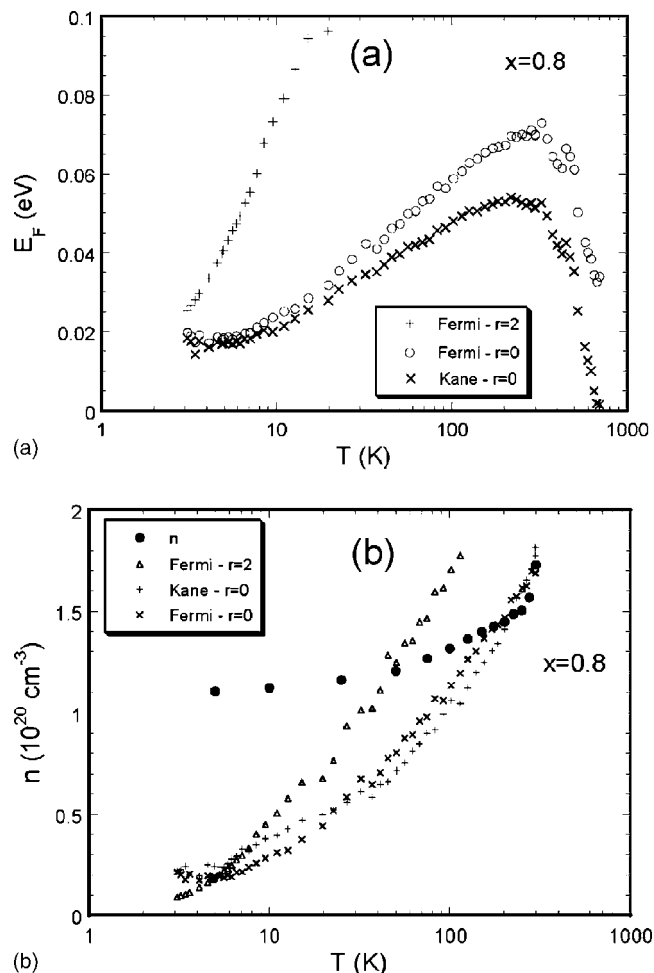 (a)
x=0.8
0.1
0.08
0.06
0.04
0.02
0
E_F (eV)
+ Fermi - r=2
○ Fermi - r=0
× Kane - r=0
1
10
100
1000
T (K)
(a)
(b)
x=0.8
2
1.5
1
0.5
0
n (10^20 cm^-3)
● n
△ Fermi - r=2
+ Kane - r=0
× Fermi - r=0
1
10
100
1000
T (K)
(b)